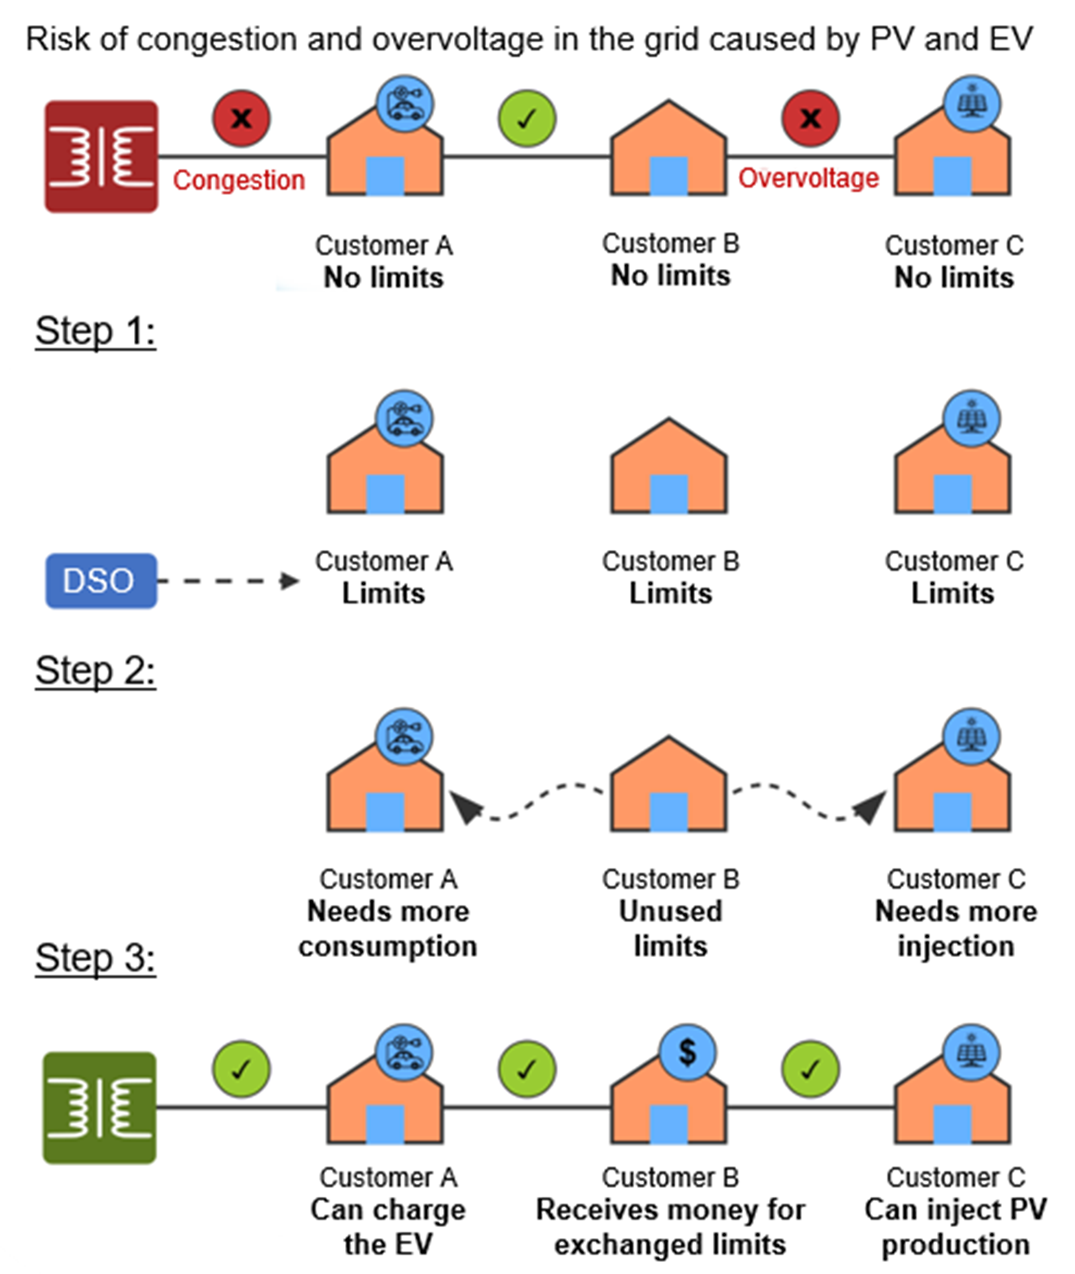 Risk of congestion and overvoltage in the grid caused by PV and EV
Congestion
Overvoltage
Customer A
No limits
Customer B
No limits
Customer C
No limits
Step 1:
DSO
Customer A
Limits
Customer B
Limits
Customer C
Limits
Step 2:
Customer A
Needs more
consumption
Customer B
Unused
limits
Customer C
Needs more
injection
Step 3:
$
Customer A
Can charge
the EV
Customer B
Receives money for
exchanged limits
Customer C
Can inject PV
production